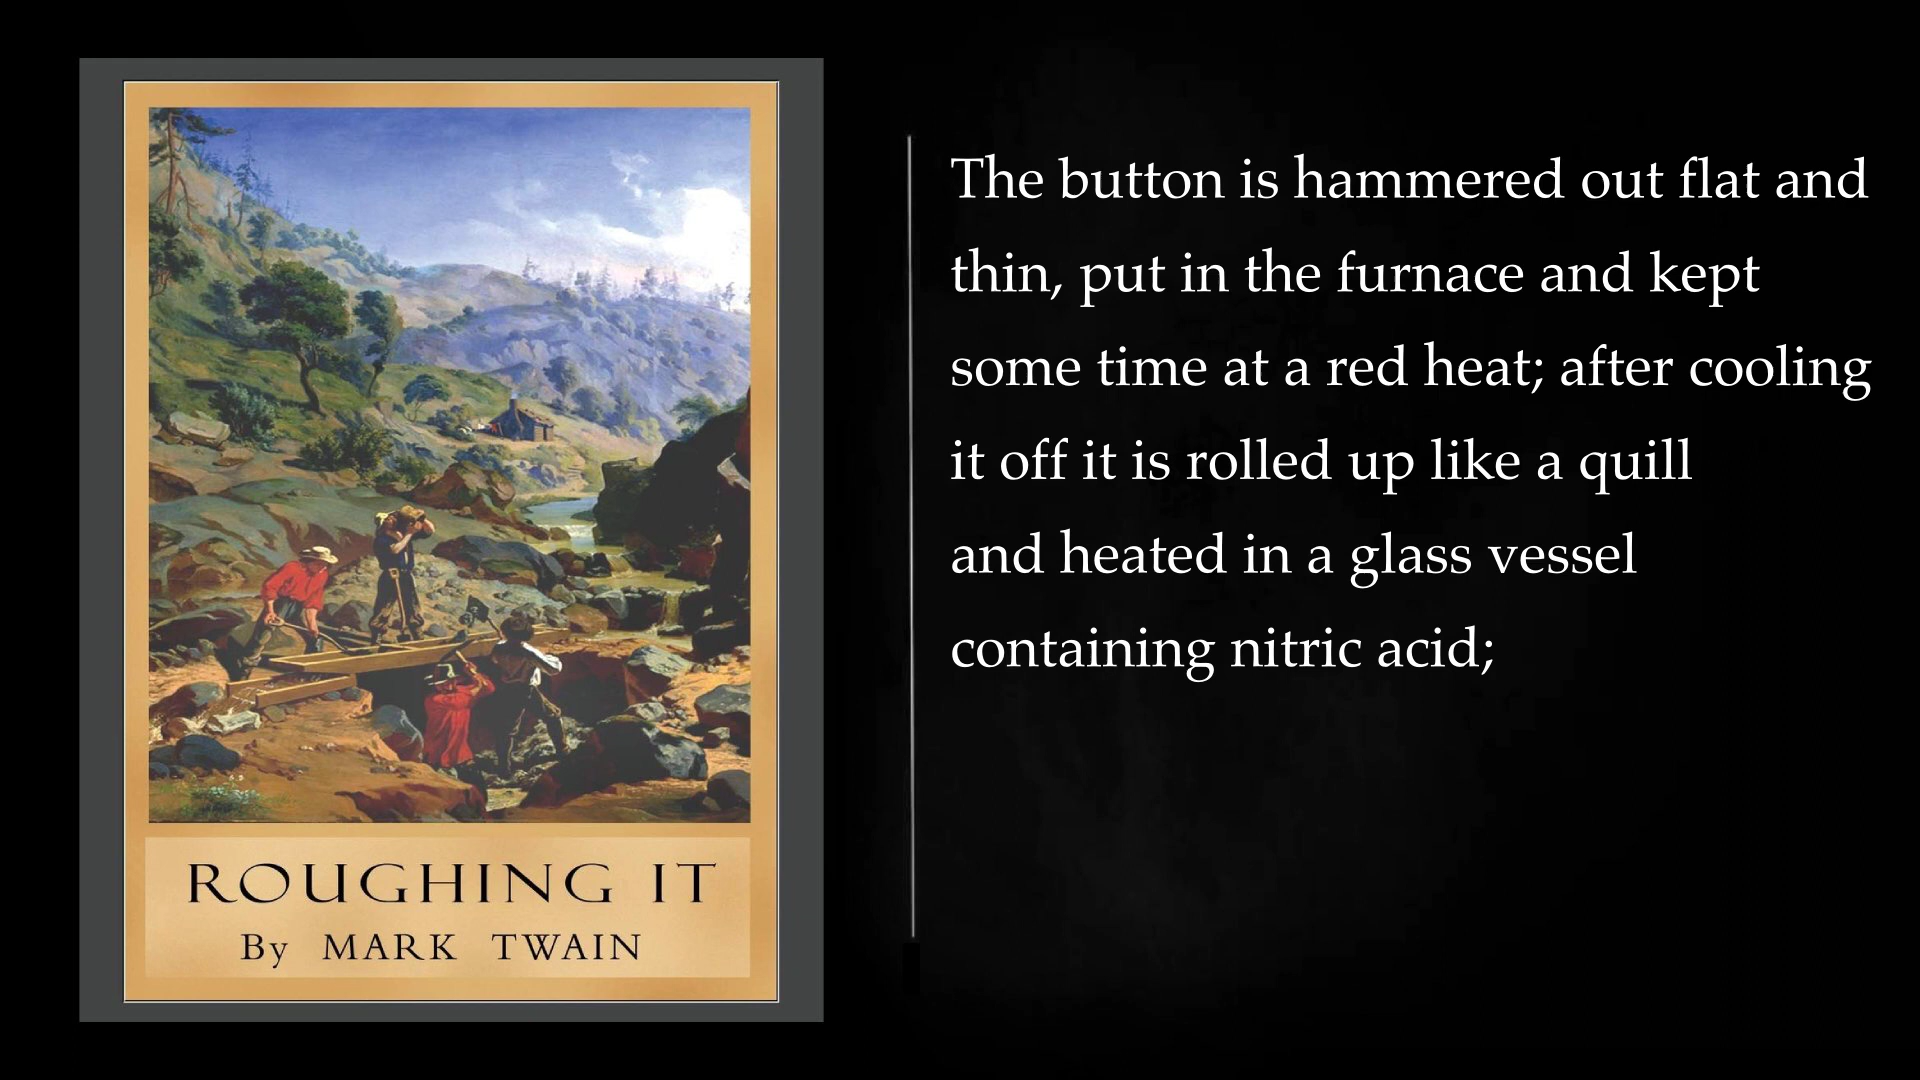 ROUGHING IT
By MARK TWAIN
The button is hammered out flat and
thin, put in the furnace and kept
some time at a red heat; after cooling
it off it is rolled up like a quill
and heated in a glass vessel
containing nitric acid;